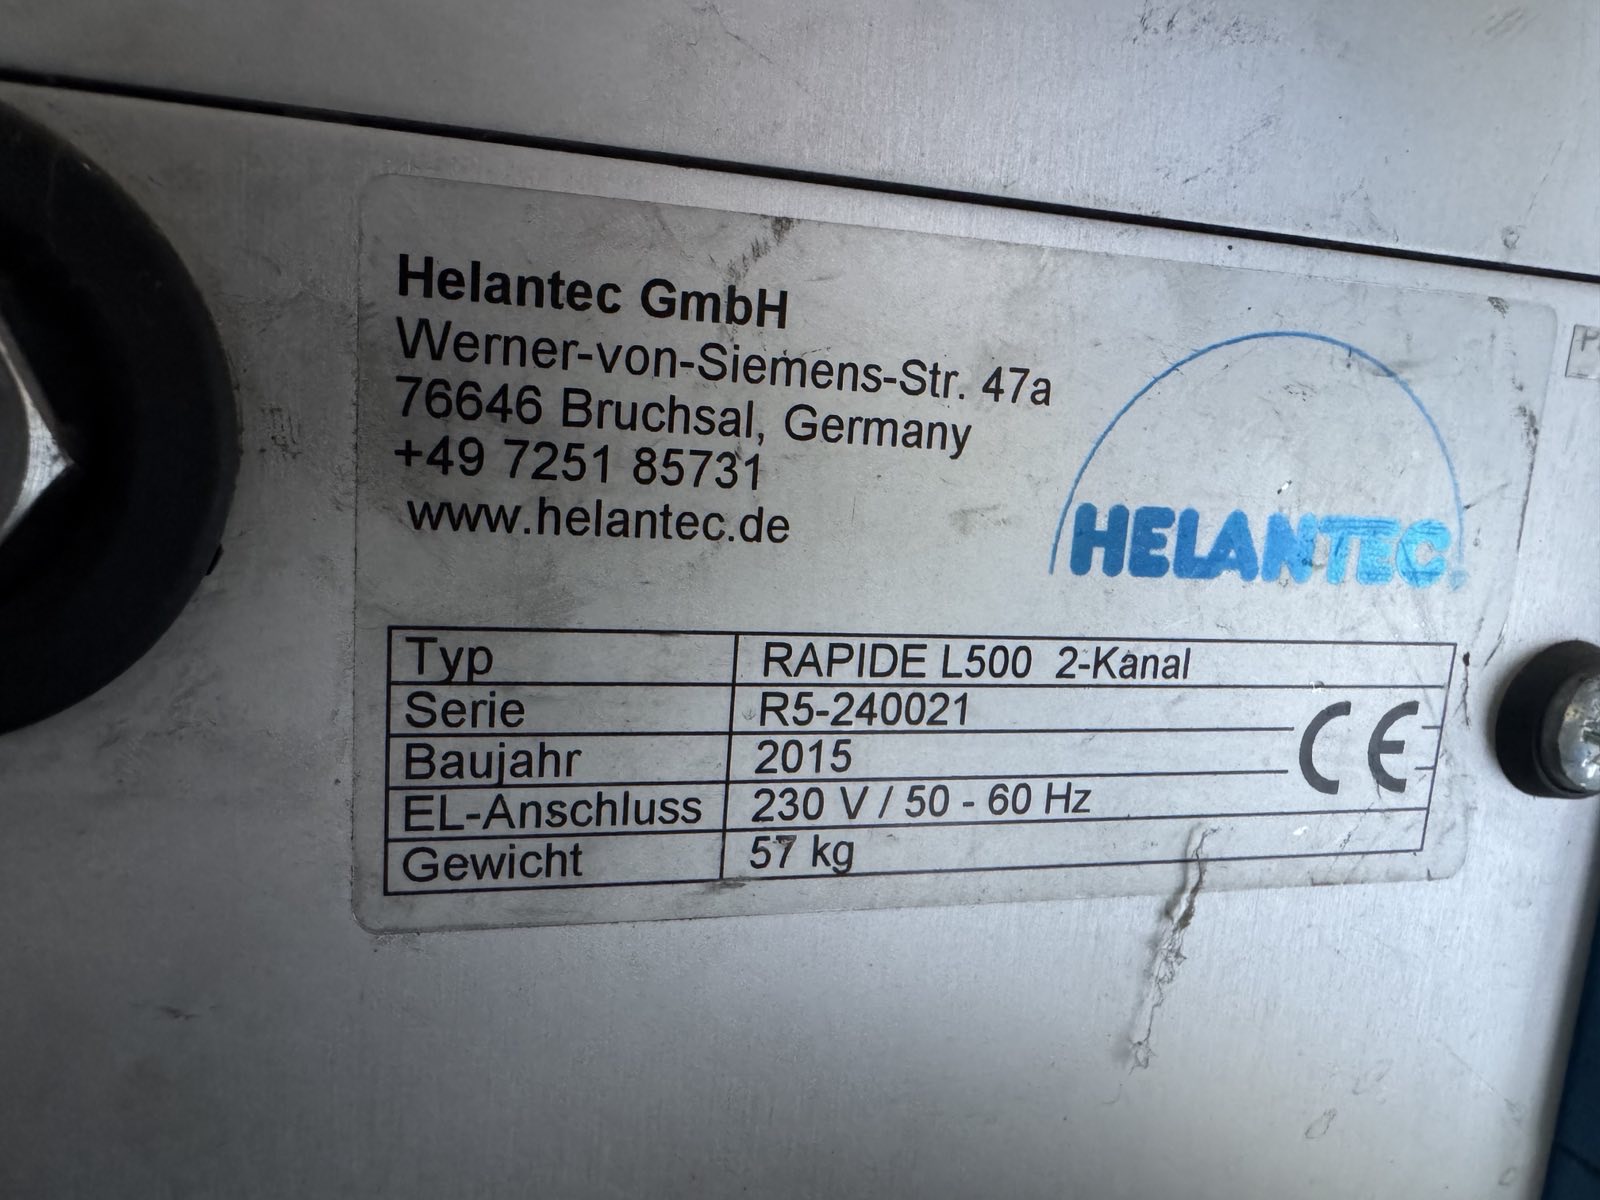 Helantec GmbH
Werner-von-Siemens-Str. 47a
76646 Bruchsal, Germany
+49 7251 85731
www.helantec.de
HELANTEC
Typ RAPIDE L500 2-Kanal
Serie R5-240021
Baujahr 2015
EL-Anschluss 230 V / 50 - 60 Hz
Gewicht 57 kg
CE